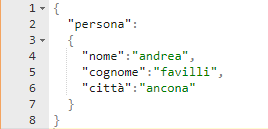 1 {
2 "persona":
3 {
4 "nome":"andrea",
5 "cognome":"favilli",
6 "città":"ancona"
7 }
8 }